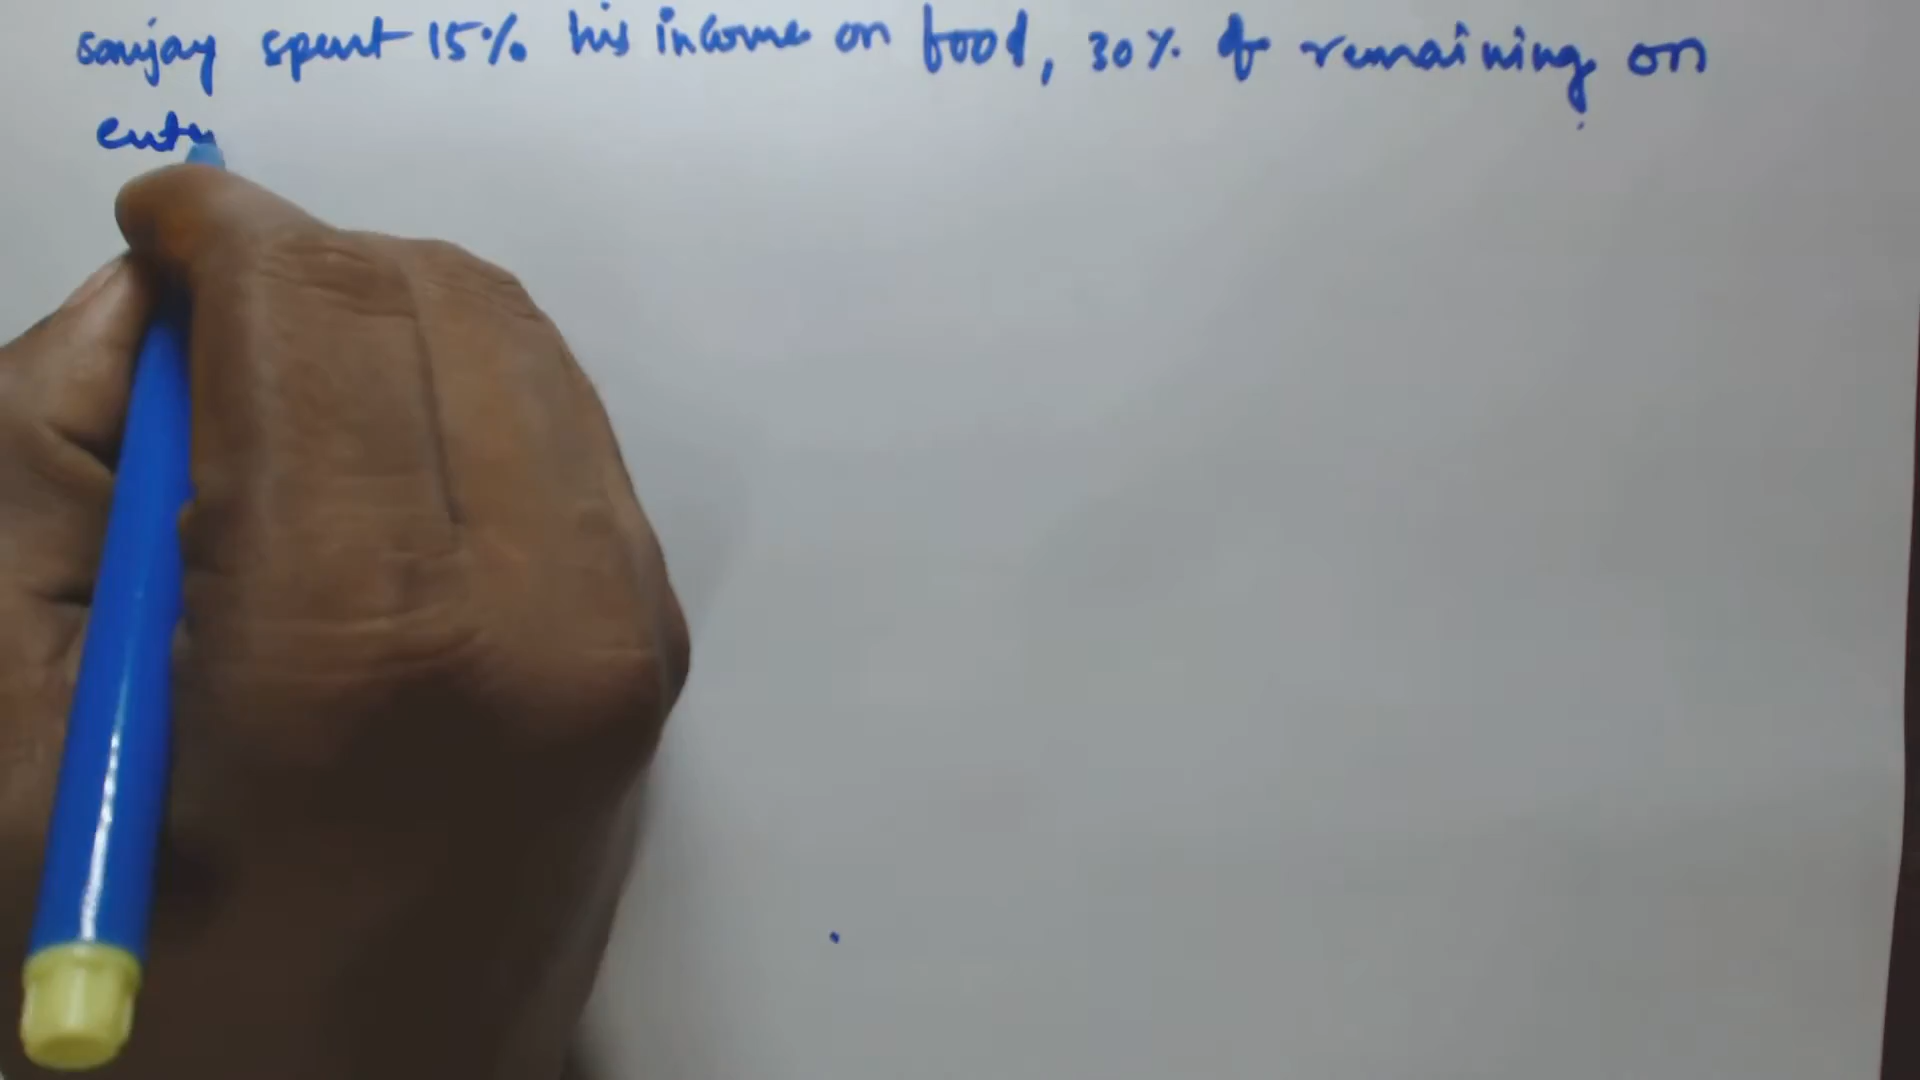 sanjay spent 15% his income on food, 30% of remaining on